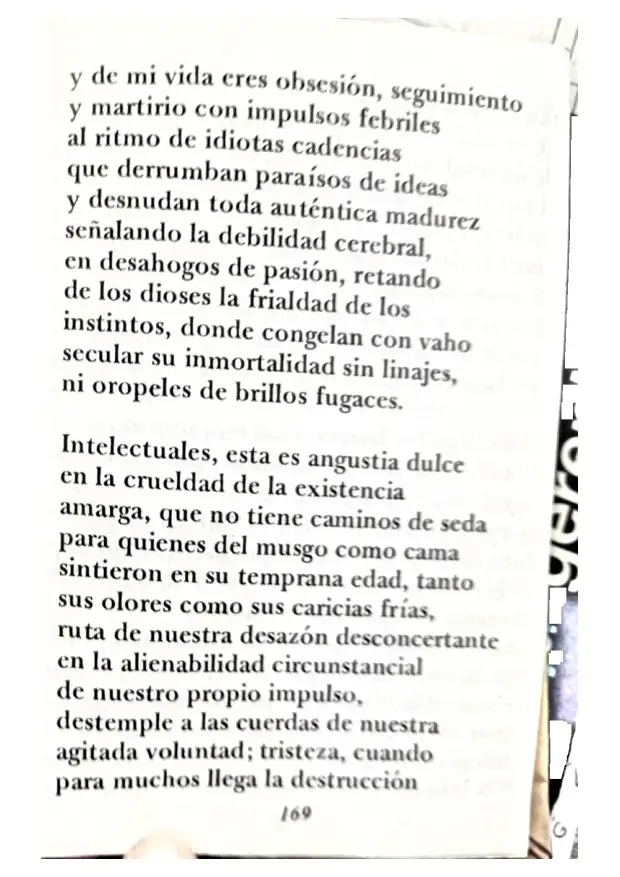 y de mi vida eres obsesión, seguimiento
y martirio con impulsos febriles
al ritmo de idiotas cadencias
que derrumban paraísos de ideas
y desnudan toda auténtica madurez
señalando la debilidad cerebral,
en desahogos de pasión, retando
de los dioses la frialdad de los
instintos, donde congelan con vaho
secular su inmortalidad sin linajes,
ni oropeles de brillos fugaces.

Intelectuales, esta es angustia dulce
en la crueldad de la existencia
amarga, que no tiene caminos de seda
para quienes del musgo como cama
sintieron en su temprana edad, tanto
sus olores como sus caricias frías,
ruta de nuestra desazón desconcertante
en la alienabilidad circunstancial
de nuestro propio impulso,
destemple a las cuerdas de nuestra
agitada voluntad; tristeza, cuando
para muchos llega la destrucción
169